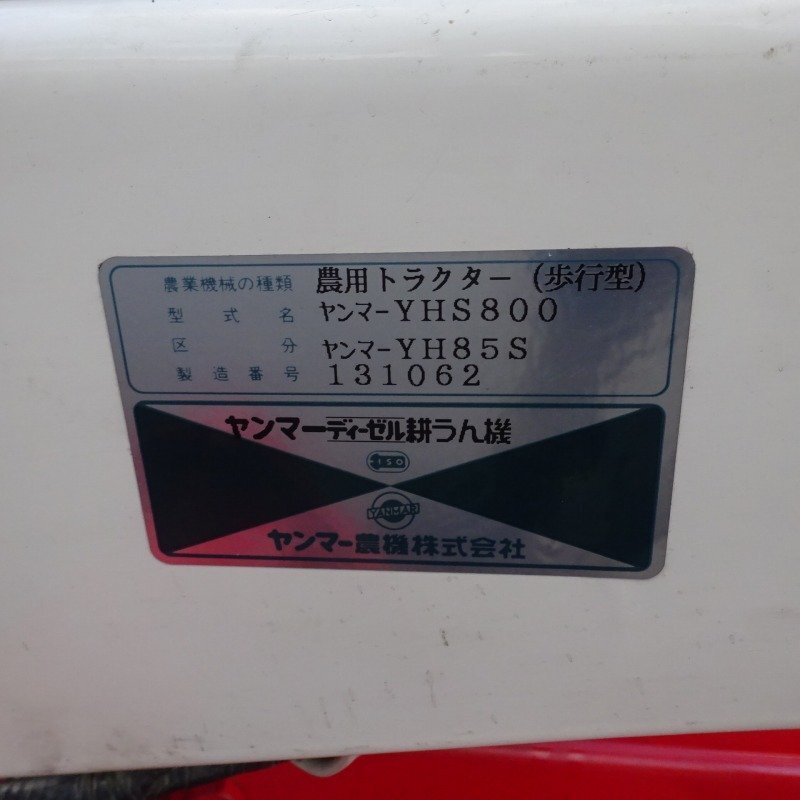 農業機械の種類 農用トラクター(歩行型)
型式名 ヤンマーYHS800
区分 ヤンマーYH85S
製造番号 131062
ヤンマーディーゼル耕うん機
ISO
YANMAR
ヤンマー農機株式会社